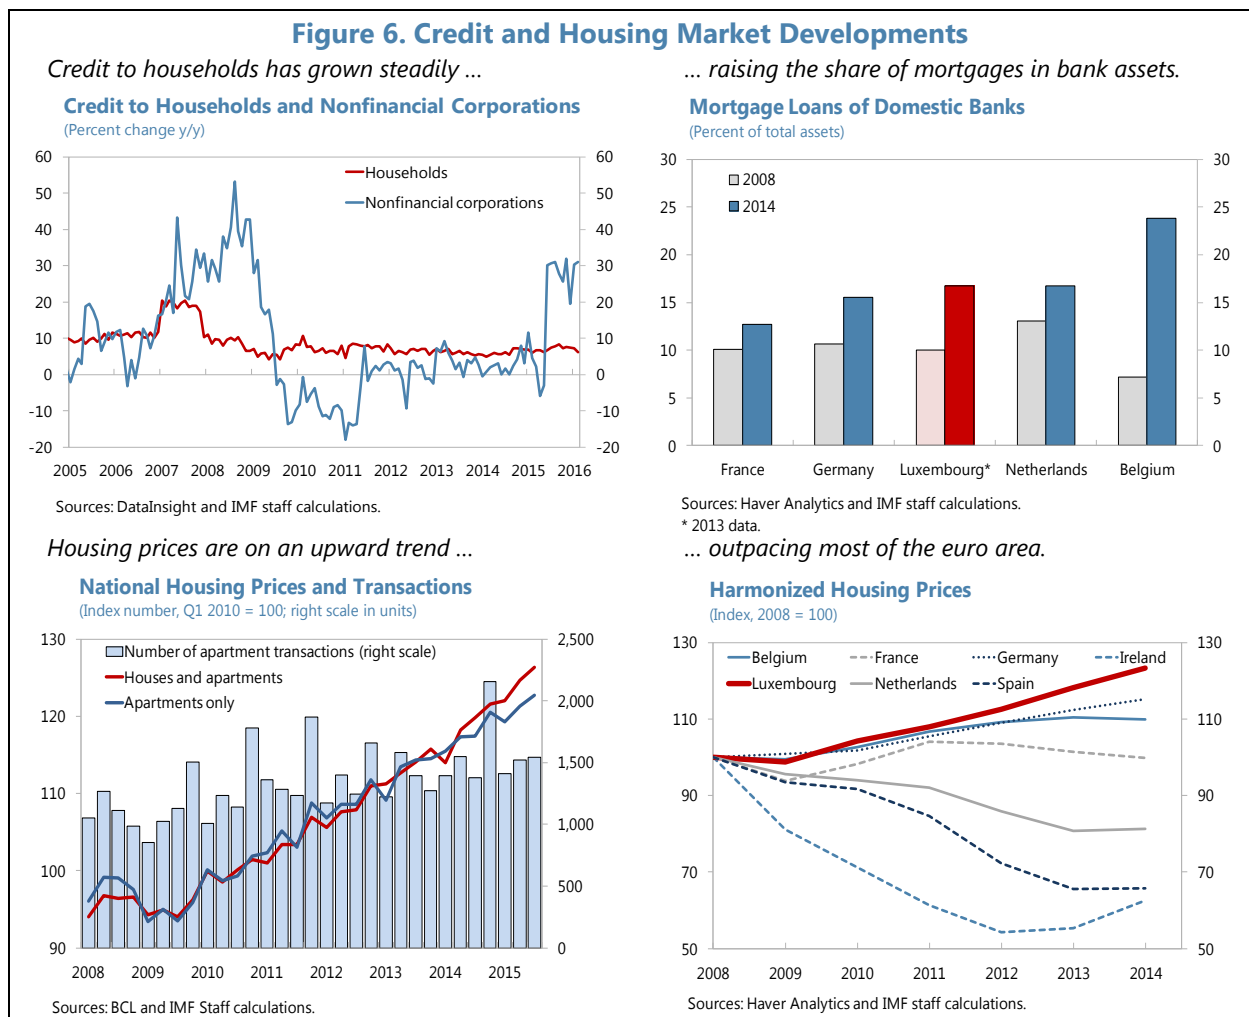 Figure 6. Credit and Housing Market Developments
Credit to households has grown steadily ...
Credit to Households and Nonfinancial Corporations
(Percent change y/y)
60
50
40
30
20
10
0
-10
-20
60
50
40
30
20
10
0
-10
-20
Households
Nonfinancial corporations
2005 2006 2007 2008 2009 2010 2011 2012 2013 2014 2015 2016
Sources: DataInsight and IMF staff calculations.
... raising the share of mortgages in bank assets.
Mortgage Loans of Domestic Banks
(Percent of total assets)
30
25
20
15
10
5
0
30
25
20
15
10
5
0
2008
2014
France Germany Luxembourg* Netherlands Belgium
Sources: Haver Analytics and IMF staff calculations.
* 2013 data.
Housing prices are on an upward trend ...
National Housing Prices and Transactions
(Index number, Q1 2010 = 100; right scale in units)
130
120
110
100
90
2,500
2,000
1,500
1,000
500
0
Number of apartment transactions (right scale)
Houses and apartments
Apartments only
2008 2009 2010 2011 2012 2013 2014 2015
Sources: BCL and IMF Staff calculations.
... outpacing most of the euro area.
Harmonized Housing Prices
(Index, 2008 = 100)
130
110
90
70
50
130
110
90
70
50
Belgium France Germany Ireland
Luxembourg Netherlands Spain
2008 2009 2010 2011 2012 2013 2014
Sources: Haver Analytics and IMF staff calculations.